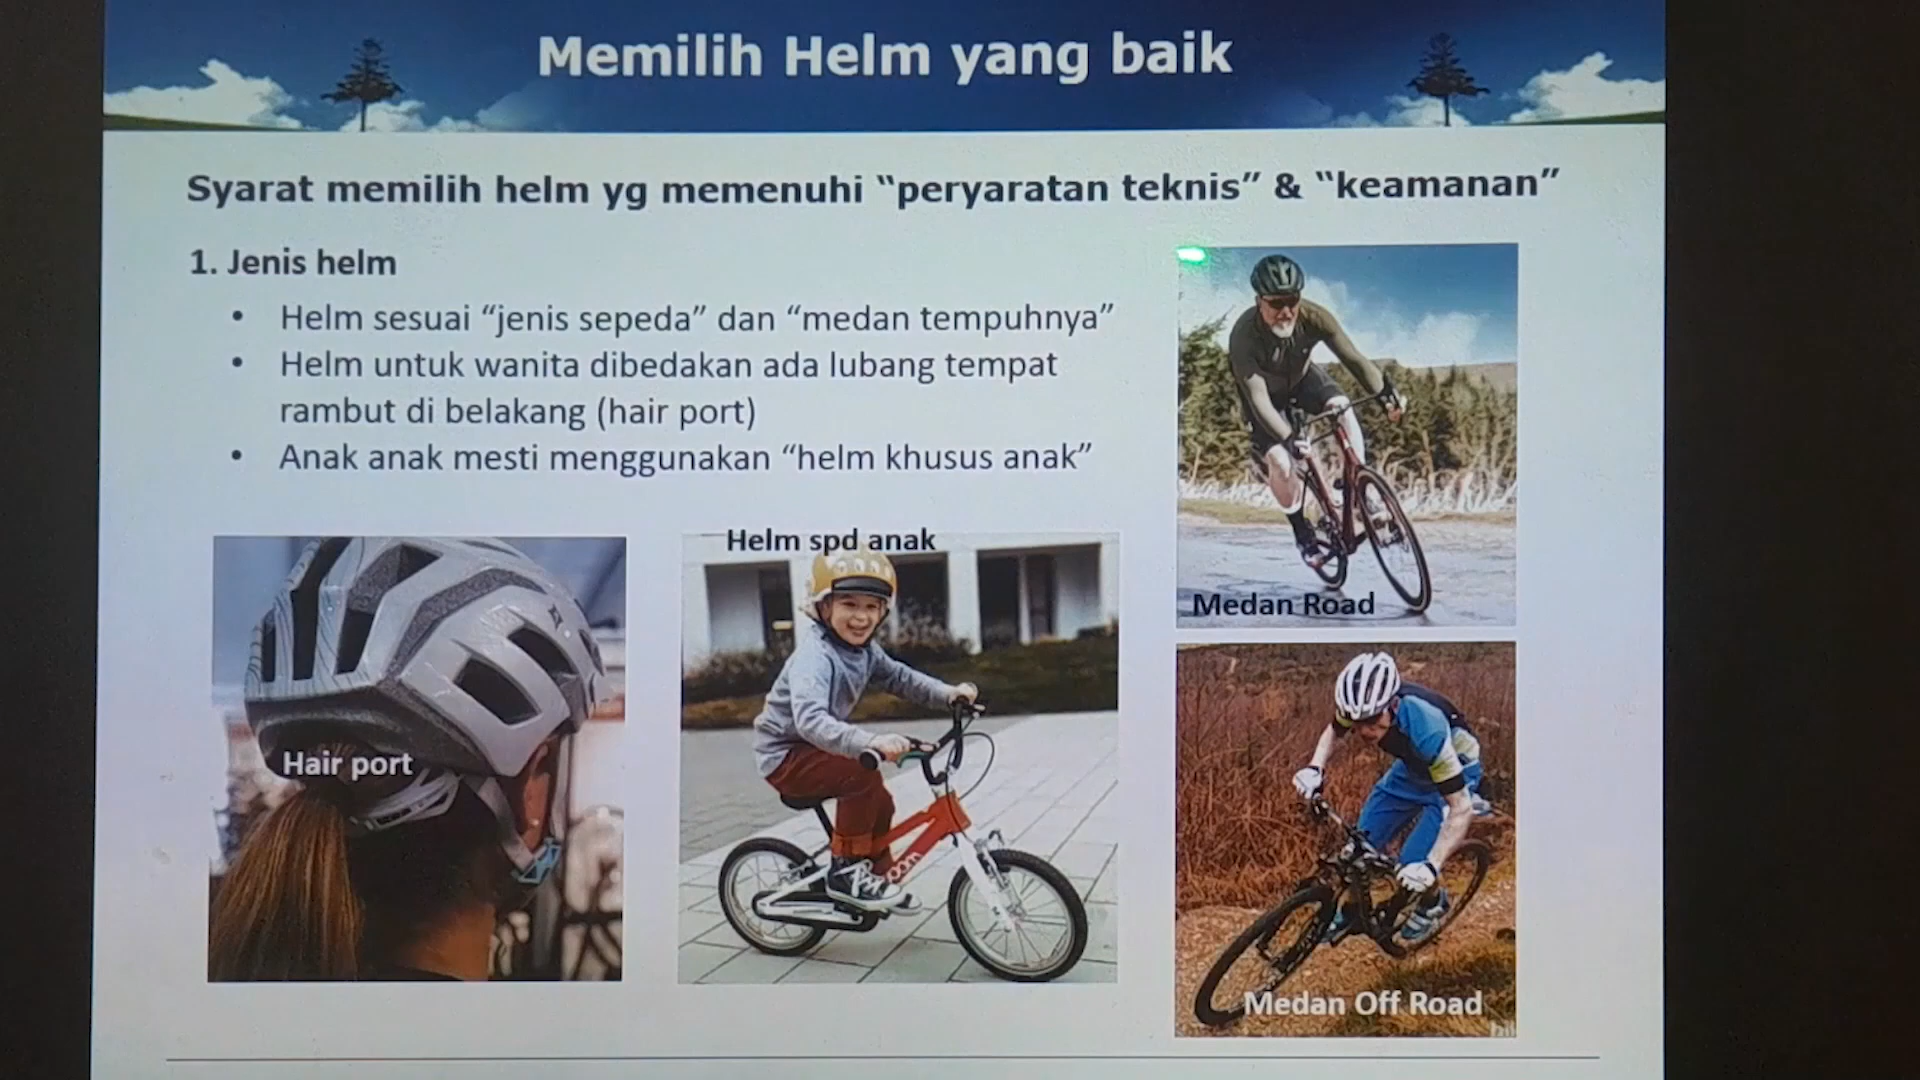 Memilih Helm yang baik
Syarat memilih helm yg memenuhi “peryaratan teknis” & “keamanan”
1. Jenis helm
• Helm sesuai “jenis sepeda” dan “medan tempuhnya”
• Helm untuk wanita dibedakan ada lubang tempat
rambut di belakang (hair port)
• Anak anak mesti menggunakan “helm khusus anak”
Hair port
Helm spd anak
Medan Road
Medan Off Road